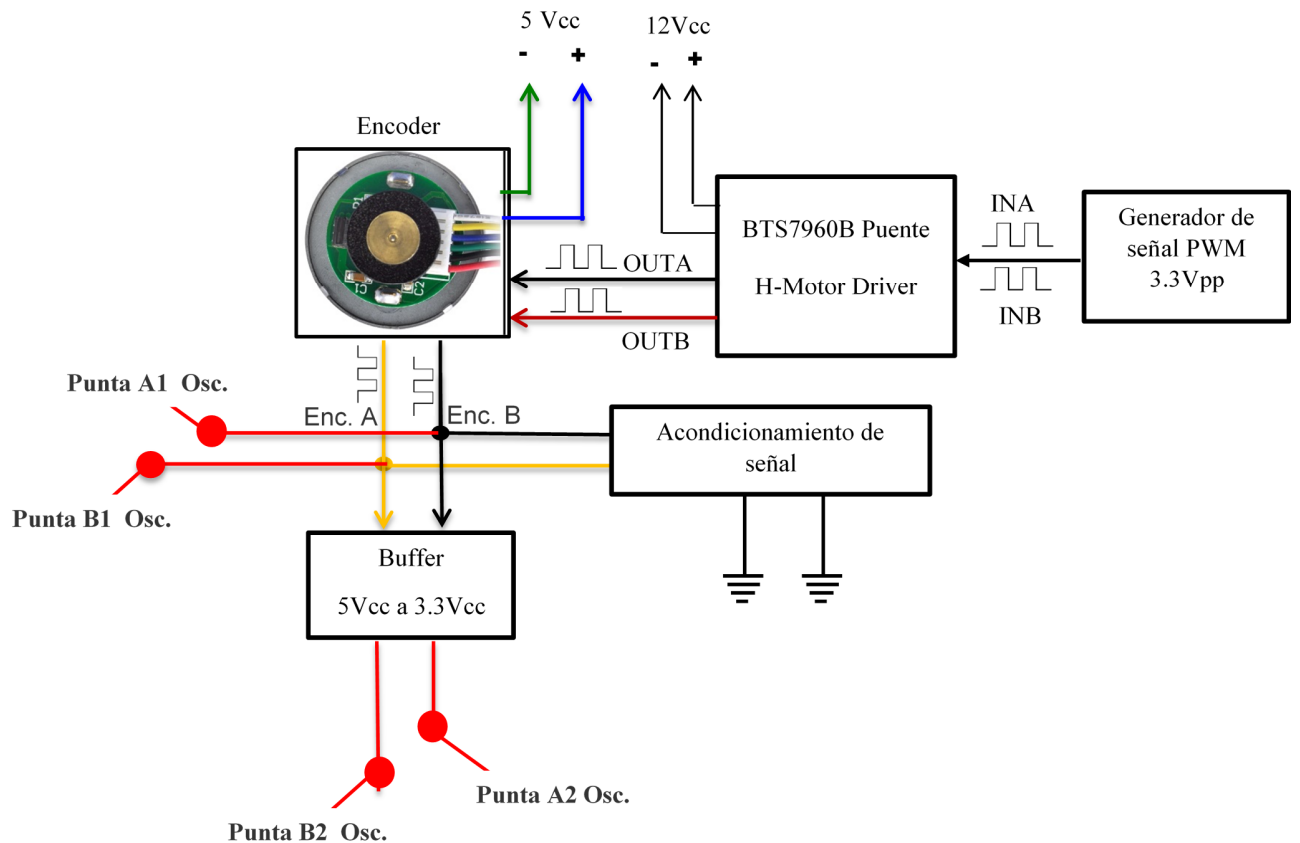 5 Vcc
- +
12Vcc
- +
Encoder
C1
C2
OUTA
OUTB
BTS7960B Puente
H-Motor Driver
INA
INB
Generador de
señal PWM
3.3Vpp
Punta A1 Osc.
Enc. A
Enc. B
Punta B1 Osc.
Acondicionamiento de
señal
Buffer
5Vcc a 3.3Vcc
Punta A2 Osc.
Punta B2 Osc.